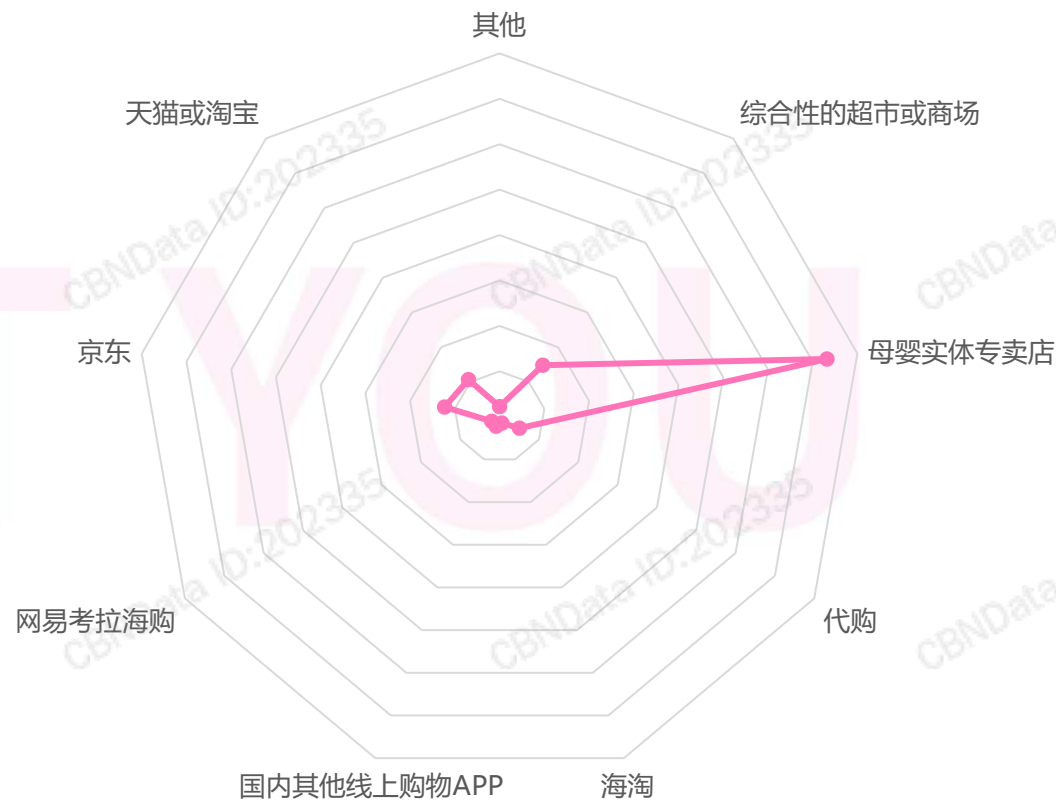 其他
天猫或淘宝
综合性的超市或商场
CBNData ID:202335
CBNData ID:202335
CBNData
T YOU
京东
母婴实体专卖店
CBNData ID:202335
CBNData ID:202335
CBNData
网易考拉海购
代购
国内其他线上购物APP
海淘